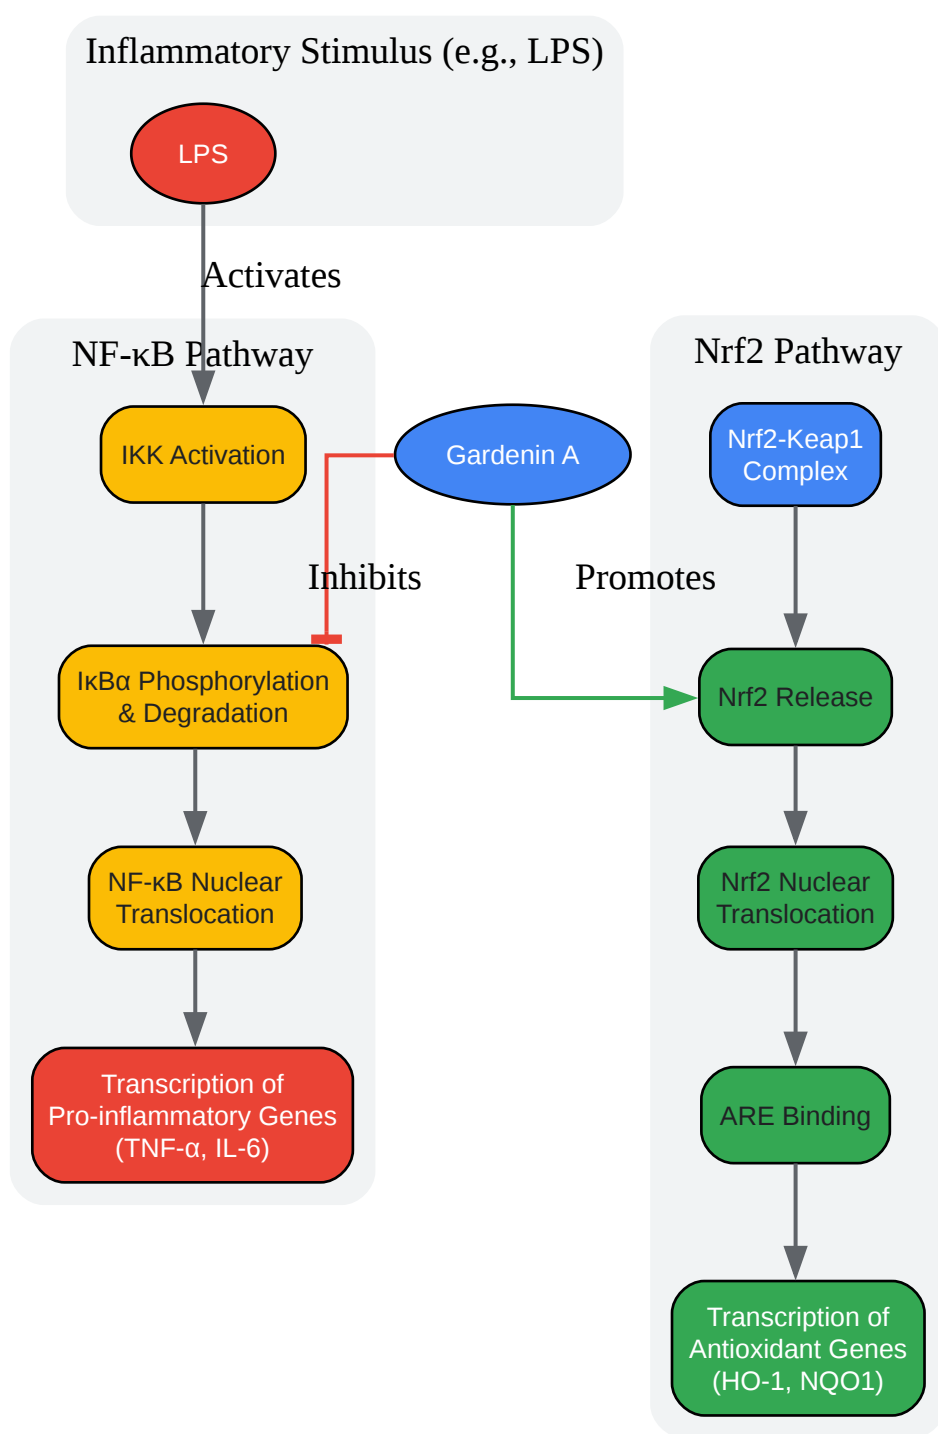 Inflammatory Stimulus (e.g., LPS)
LPS
Activates
NF-κB Pathway
IKK Activation
Gardenin A
Inhibits
Promotes
IκBα Phosphorylation
& Degradation
NF-κB Nuclear
Translocation
Transcription of
Pro-inflammatory Genes
(TNF-α, IL-6)
Nrf2 Pathway
Nrf2-Keap1
Complex
Nrf2 Release
Nrf2 Nuclear
Translocation
ARE Binding
Transcription of
Antioxidant Genes
(HO-1, NQO1)